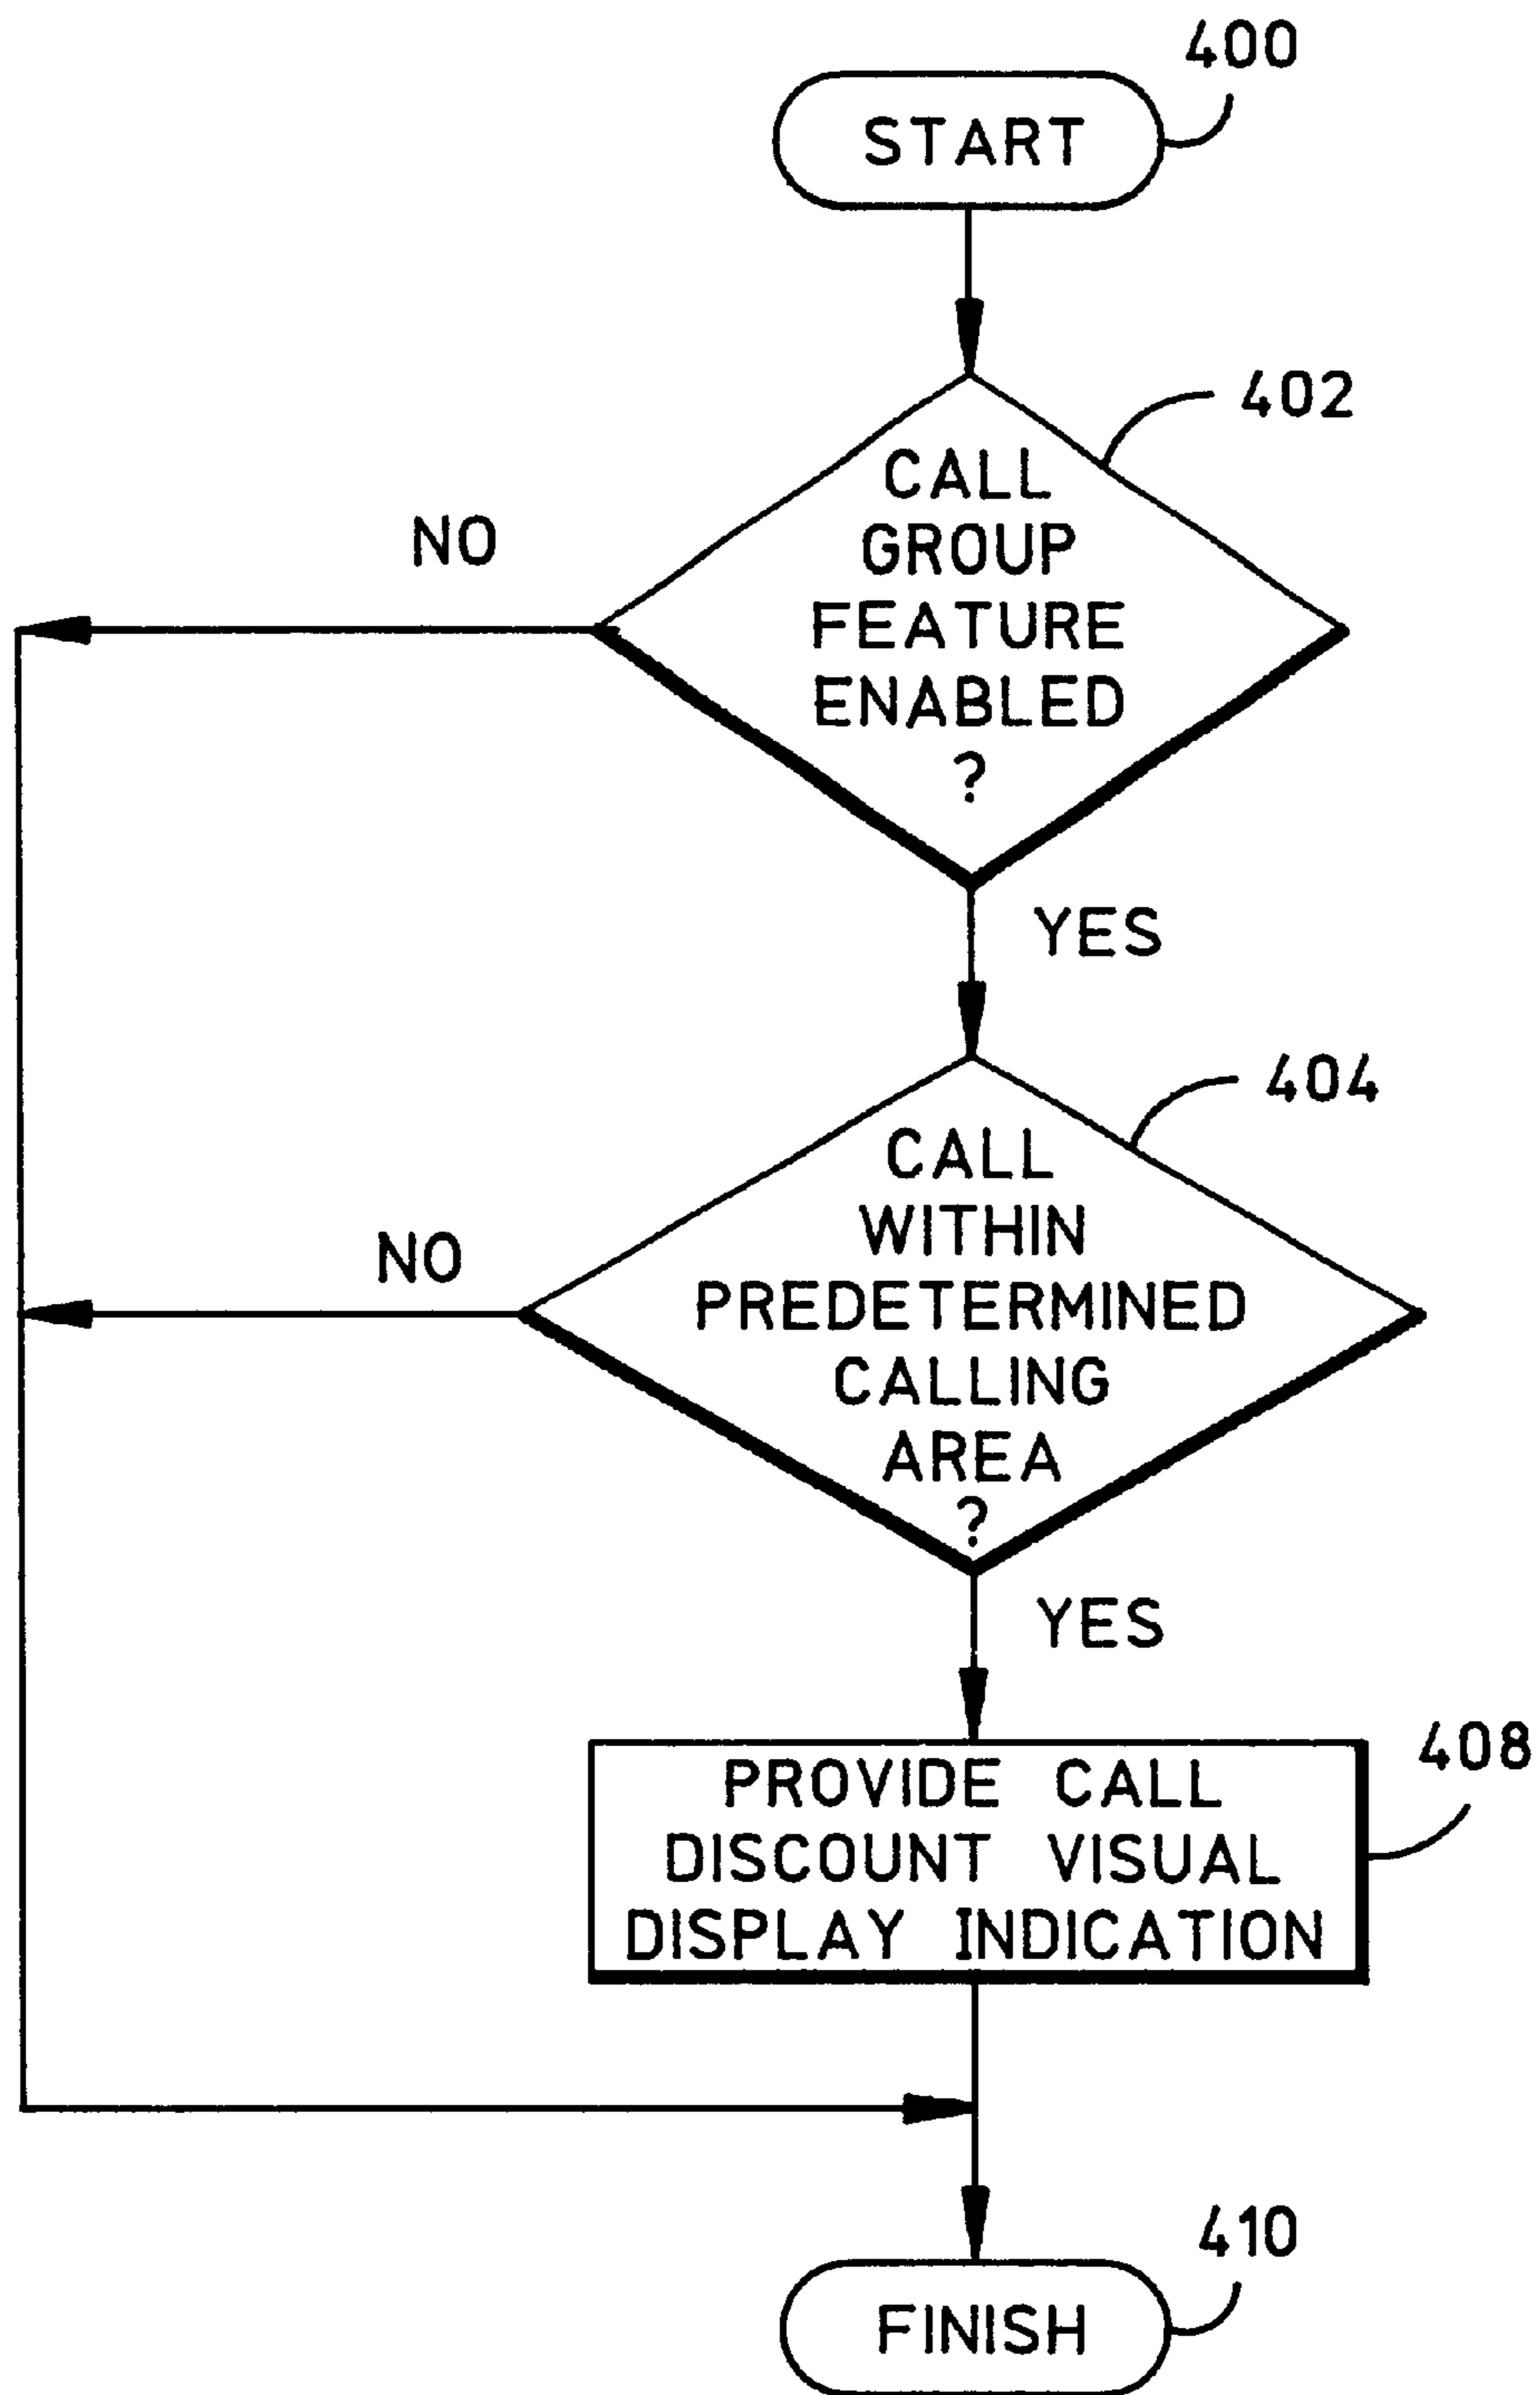 400
START
402
CALL
GROUP
FEATURE
ENABLED
?
NO
YES
404
CALL
WITHIN
PREDETERMINED
CALLING
AREA
?
NO
YES
408
PROVIDE CALL
DISCOUNT VISUAL
DISPLAY INDICATION
410
FINISH